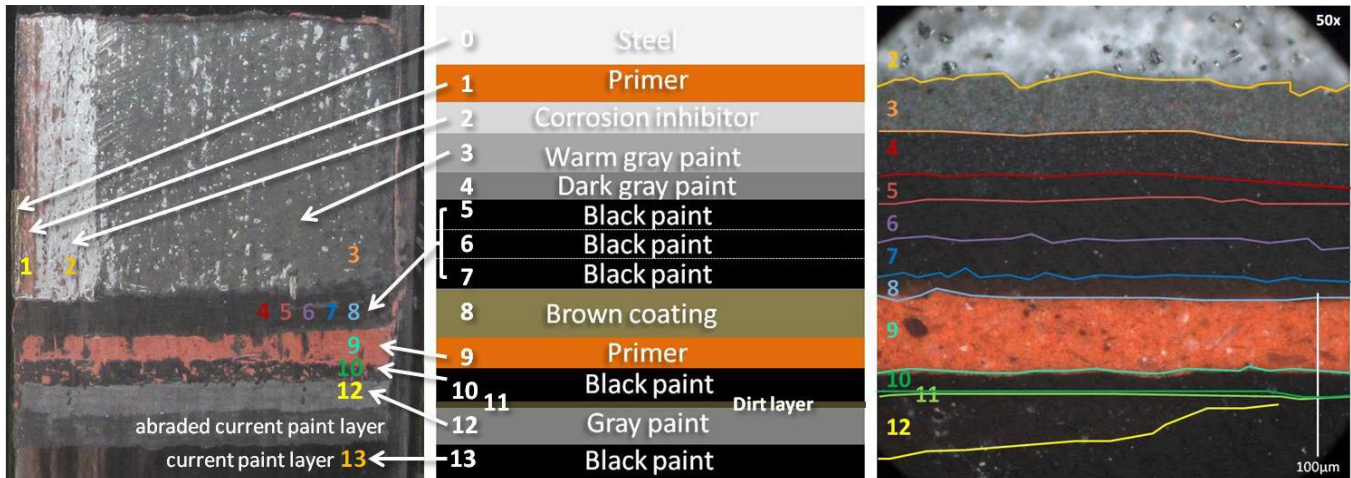 1
2
3
4 5 6 7 8
9
10
12
abraded current paint layer
current paint layer 13
0 Steel
1 Primer
2 Corrosion inhibitor
3 Warm gray paint
4 Dark gray paint
5 Black paint
6 Black paint
7 Black paint
8 Brown coating
9 Primer
10 Black paint
11 Dirt layer
12 Gray paint
13 Black paint
50x
2
3
4
5
6
7
8
9
10
11
12
100µm